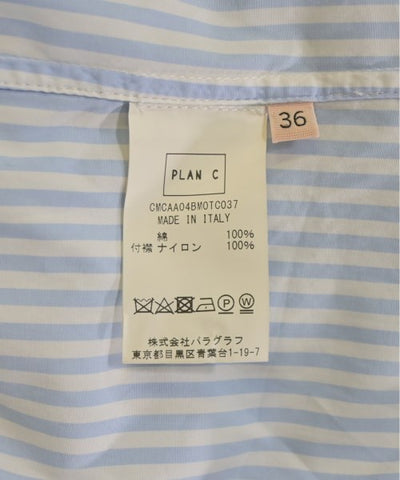 36
PLAN C
CMCAA04BM0TC037
MADE IN ITALY
綿 100%
付襟 ナイロン 100%
P W
株式会社パラグラフ
東京都目黒区青葉台1-19-7